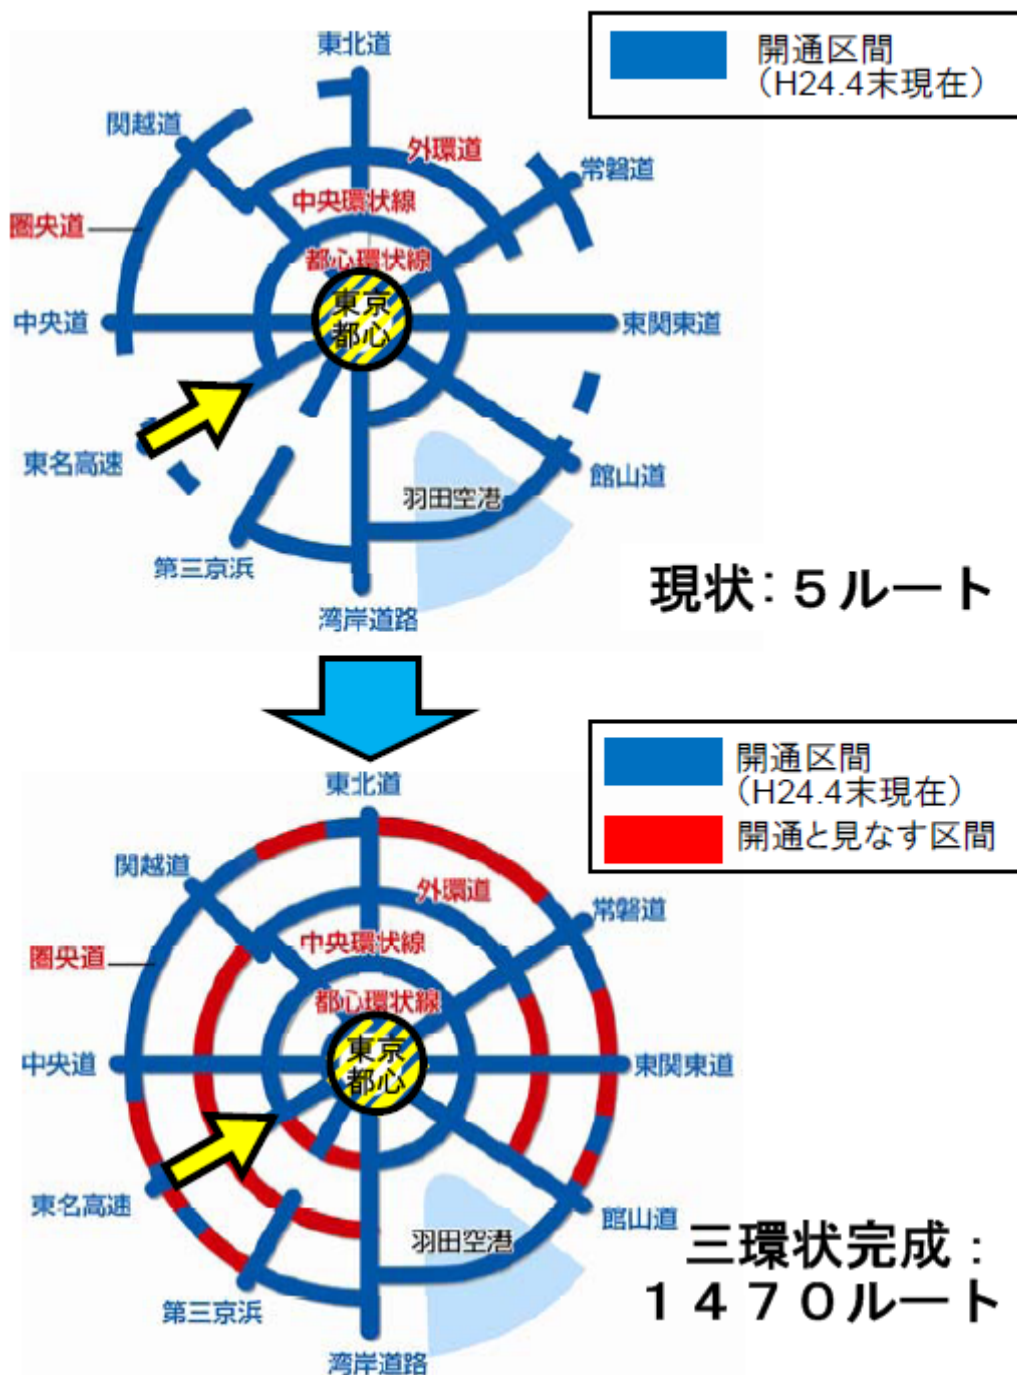 開通区間
（H24.4末現在）
東北道
関越道
外環道
常磐道
中央環状線
圏央道
都心環状線
東京
都心
中央道
東関東道
東名高速
羽田空港
館山道
第三京浜
湾岸道路
現状：５ルート
開通区間
（H24.4末現在）
開通と見なす区間
東北道
関越道
外環道
常磐道
中央環状線
圏央道
都心環状線
東京
都心
中央道
東関東道
東名高速
羽田空港
館山道
第三京浜
湾岸道路
三環状完成：
１４７０ルート